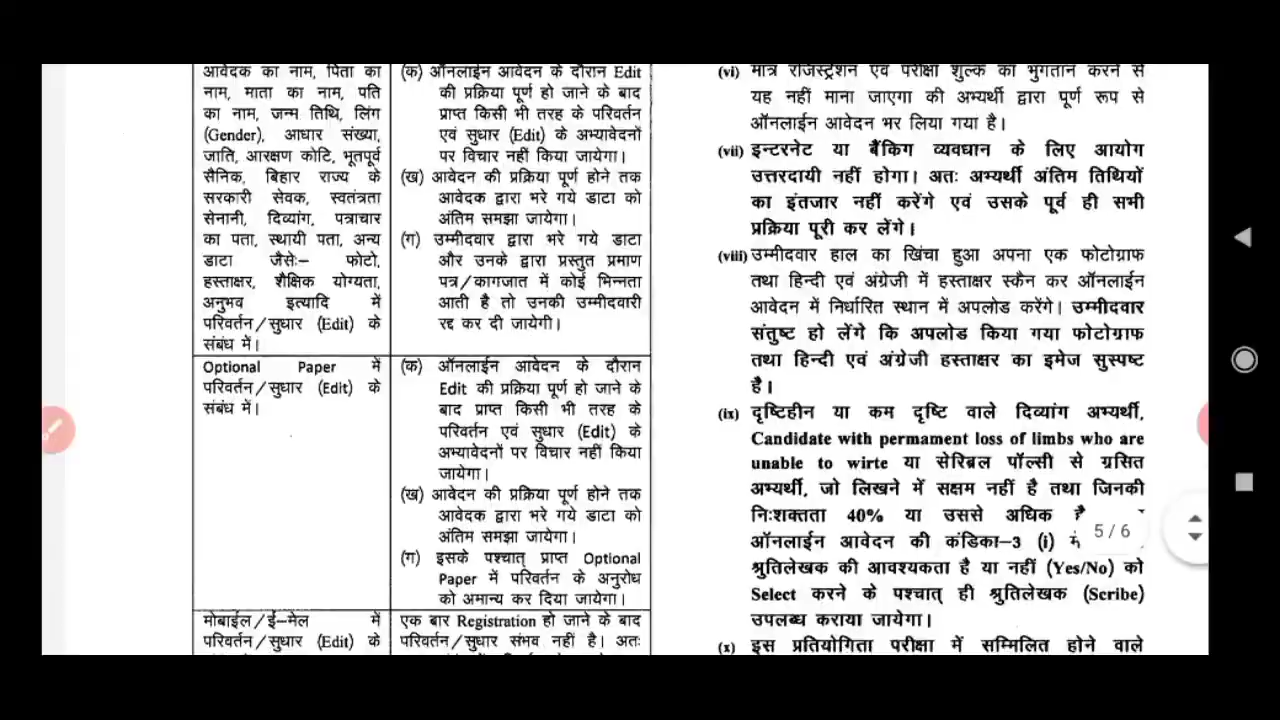 आवेदक का नाम, पिता का
नाम, माता का नाम, पति
का नाम, जन्म तिथि, लिंग
(Gender), आधार संख्या,
जाति, आरक्षण कोटि, भूतपूर्व
सैनिक, बिहार राज्य के
सरकारी सेवक, स्वतंत्रता
सेनानी, दिव्यांग, पत्राचार
का पता, स्थायी पता, अन्य
डाटा जैसेः– फोटो,
हस्ताक्षर, शैक्षिक योग्यता,
अनुभव इत्यादि में
परिवर्तन/सुधार (Edit) के
संबंध में।
(क) ऑनलाईन आवेदन के दौरान Edit
की प्रक्रिया पूर्ण हो जाने के बाद
प्राप्त किसी भी तरह के परिवर्तन
एवं सुधार (Edit) के अभ्यावेदनों
पर विचार नहीं किया जायेगा।
(ख) आवेदन की प्रक्रिया पूर्ण होने तक
आवेदक द्वारा भरे गये डाटा को
अंतिम समझा जायेगा।
(ग) उम्मीदवार द्वारा भरे गये डाटा
और उनके द्वारा प्रस्तुत प्रमाण
पत्र/कागजात में कोई भिन्नता
आती है तो उनकी उम्मीदवारी
रद्द कर दी जायेगी।
Optional Paper में
परिवर्तन/सुधार (Edit) के
संबंध में।
(क) ऑनलाईन आवेदन के दौरान
Edit की प्रक्रिया पूर्ण हो जाने के
बाद प्राप्त किसी भी तरह के
परिवर्तन एवं सुधार (Edit) के
अभ्यावेदनों पर विचार नहीं किया
जायेगा।
(ख) आवेदन की प्रक्रिया पूर्ण होने तक
आवेदक द्वारा भरे गये डाटा को
अंतिम समझा जायेगा।
(ग) इसके पश्चात् प्राप्त Optional
Paper में परिवर्तन के अनुरोध
को अमान्य कर दिया जायेगा।
मोबाईल/ई–मेल में
परिवर्तन/सुधार (Edit) के
एक बार Registration हो जाने के बाद
परिवर्तन/सुधार संभव नहीं है। अतः
(vi) मात्र रजिस्ट्रेशन एवं परीक्षा शुल्क का भुगतान करने से
यह नहीं माना जाएगा की अभ्यर्थी द्वारा पूर्ण रूप से
ऑनलाईन आवेदन भर लिया गया है।
(vii) इन्टरनेट या बैंकिग व्यवधान के लिए आयोग
उत्तरदायी नहीं होगा। अतः अभ्यर्थी अंतिम तिथियों
का इंतजार नहीं करेंगे एवं उसके पूर्व ही सभी
प्रक्रिया पूरी कर लेंगे।
(viii) उम्मीदवार हाल का खिंचा हुआ अपना एक फोटोग्राफ
तथा हिन्दी एवं अंग्रेजी में हस्ताक्षर स्कैन कर ऑनलाईन
आवेदन में निर्धारित स्थान में अपलोड करेंगे। उम्मीदवार
संतुष्ट हो लेंगे कि अपलोड किया गया फोटोग्राफ
तथा हिन्दी एवं अंग्रेजी हस्ताक्षर का इमेज सुस्पष्ट
है।
(ix) दृष्टिहीन या कम दृष्टि वाले दिव्यांग अभ्यर्थी,
Candidate with permament loss of limbs who are
unable to wirte या सेरिब्रल पॉल्सी से ग्रसित
अभ्यर्थी, जो लिखने में सक्षम नहीं है तथा जिनकी
निःशक्तता 40% या उससे अधिक है
ऑनलाईन आवेदन की कंडिका–3 (i)
श्रुतिलेखक की आवश्यकता है या नहीं (Yes/No) को
Select करने के पश्चात् ही श्रुतिलेखक (Scribe)
उपलब्ध कराया जायेगा।
(x) इस प्रतियोगिता परीक्षा में सम्मिलित होने वाले
5/6